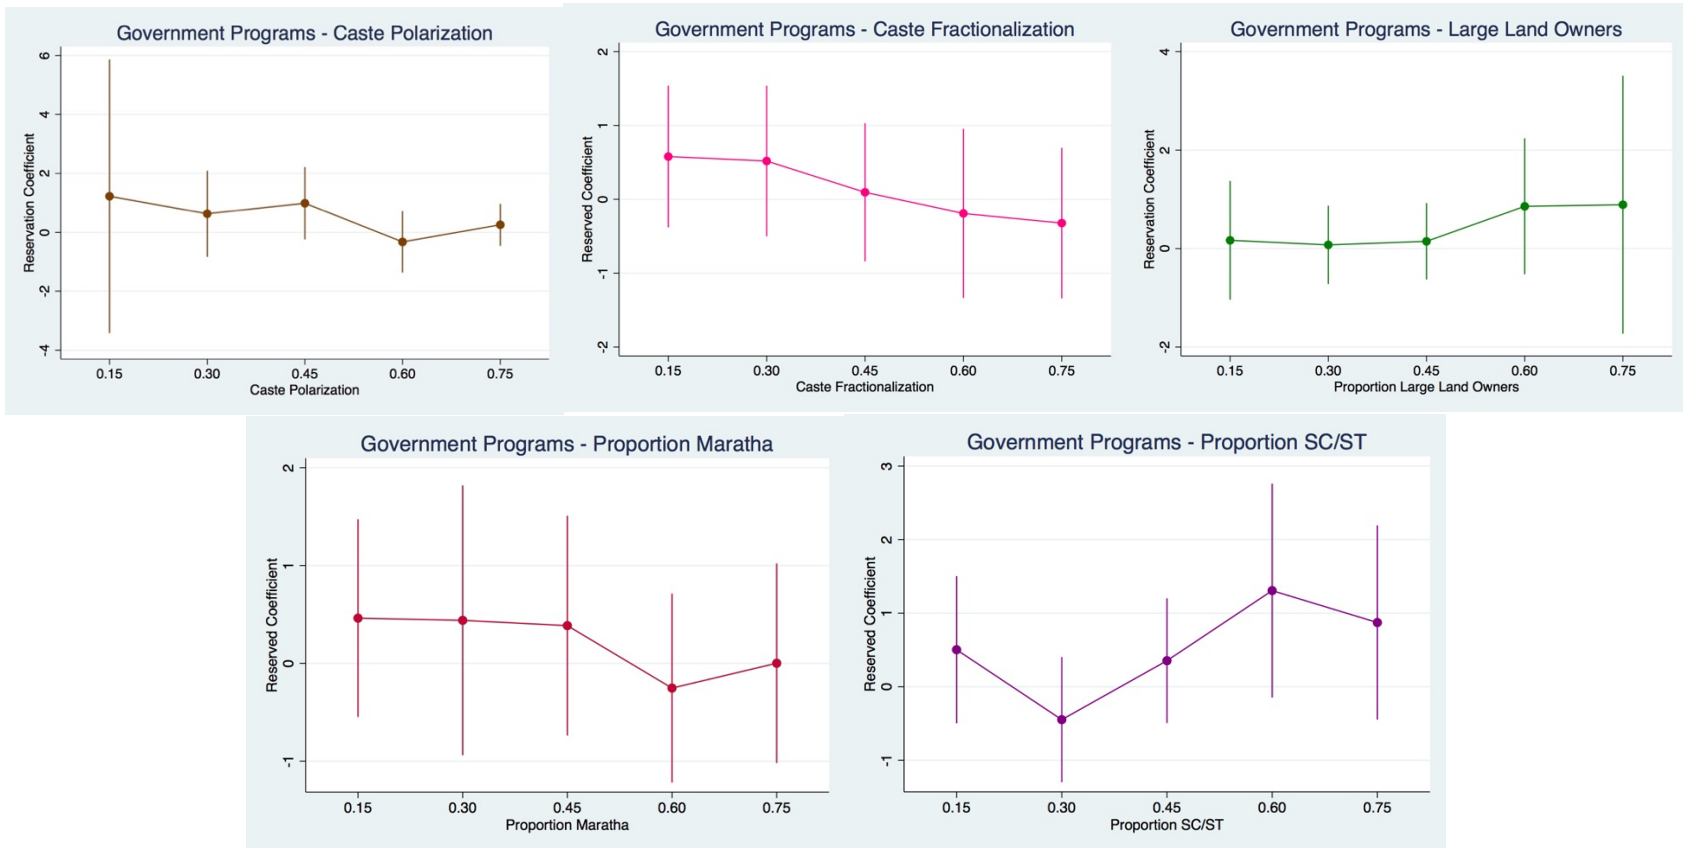 Government Programs - Caste Polarization
Reservation Coefficient
6
4
2
0
-2
-4
0.15 0.30 0.45 0.60 0.75
Caste Polarization
Government Programs - Caste Fractionalization
Reserved Coefficient
2
1
0
-1
-2
0.15 0.30 0.45 0.60 0.75
Caste Fractionalization
Government Programs - Large Land Owners
Reservation Coefficient
4
2
0
-2
0.15 0.30 0.45 0.60 0.75
Proportion Large Land Owners
Government Programs - Proportion Maratha
Reserved Coefficient
2
1
0
-1
0.15 0.30 0.45 0.60 0.75
Proportion Maratha
Government Programs - Proportion SC/ST
Reserved Coefficient
3
2
1
0
-1
0.15 0.30 0.45 0.60 0.75
Proportion SC/ST